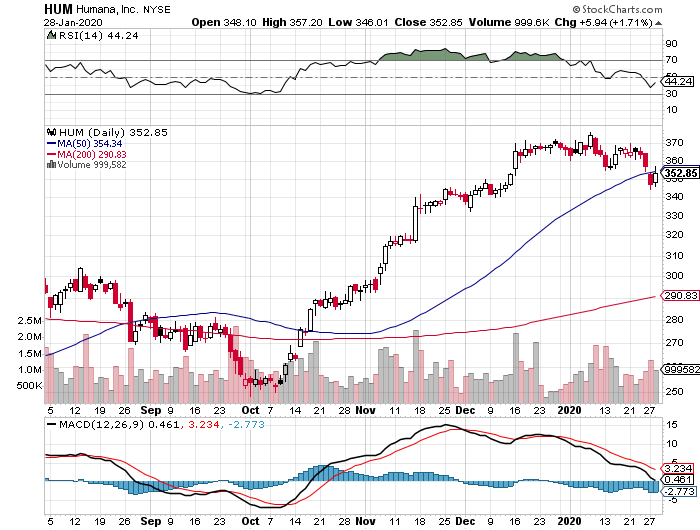 HUM Humana, Inc. NYSE © StockCharts.com
28-Jan-2020 Open 348.10 High 357.20 Low 346.01 Close 352.85 Volume 999.6K Chg +5.94 (+1.71%)
RSI(14) 44.24
90
70
50
44.24
30
10
HUM (Daily) 352.85
MA(50) 354.34
MA(200) 290.83
Volume 999,582
370
360
352.85
350
340
330
320
310
300
290.83
280
270
260
250
2.5M
2.0M
1.5M
1.0M
500K
999582
5 12 19 26 Sep 9 16 23 Oct 7 14 21 28 Nov 11 18 25 Dec 9 16 23 2020 13 21 27
MACD(12,26,9) 0.461, 3.234, -2.773
15
10
5
3.234
0.461
-2.773
-5
5 12 19 26 Sep 9 16 23 Oct 7 14 21 28 Nov 11 18 25 Dec 9 16 23 2020 13 21 27